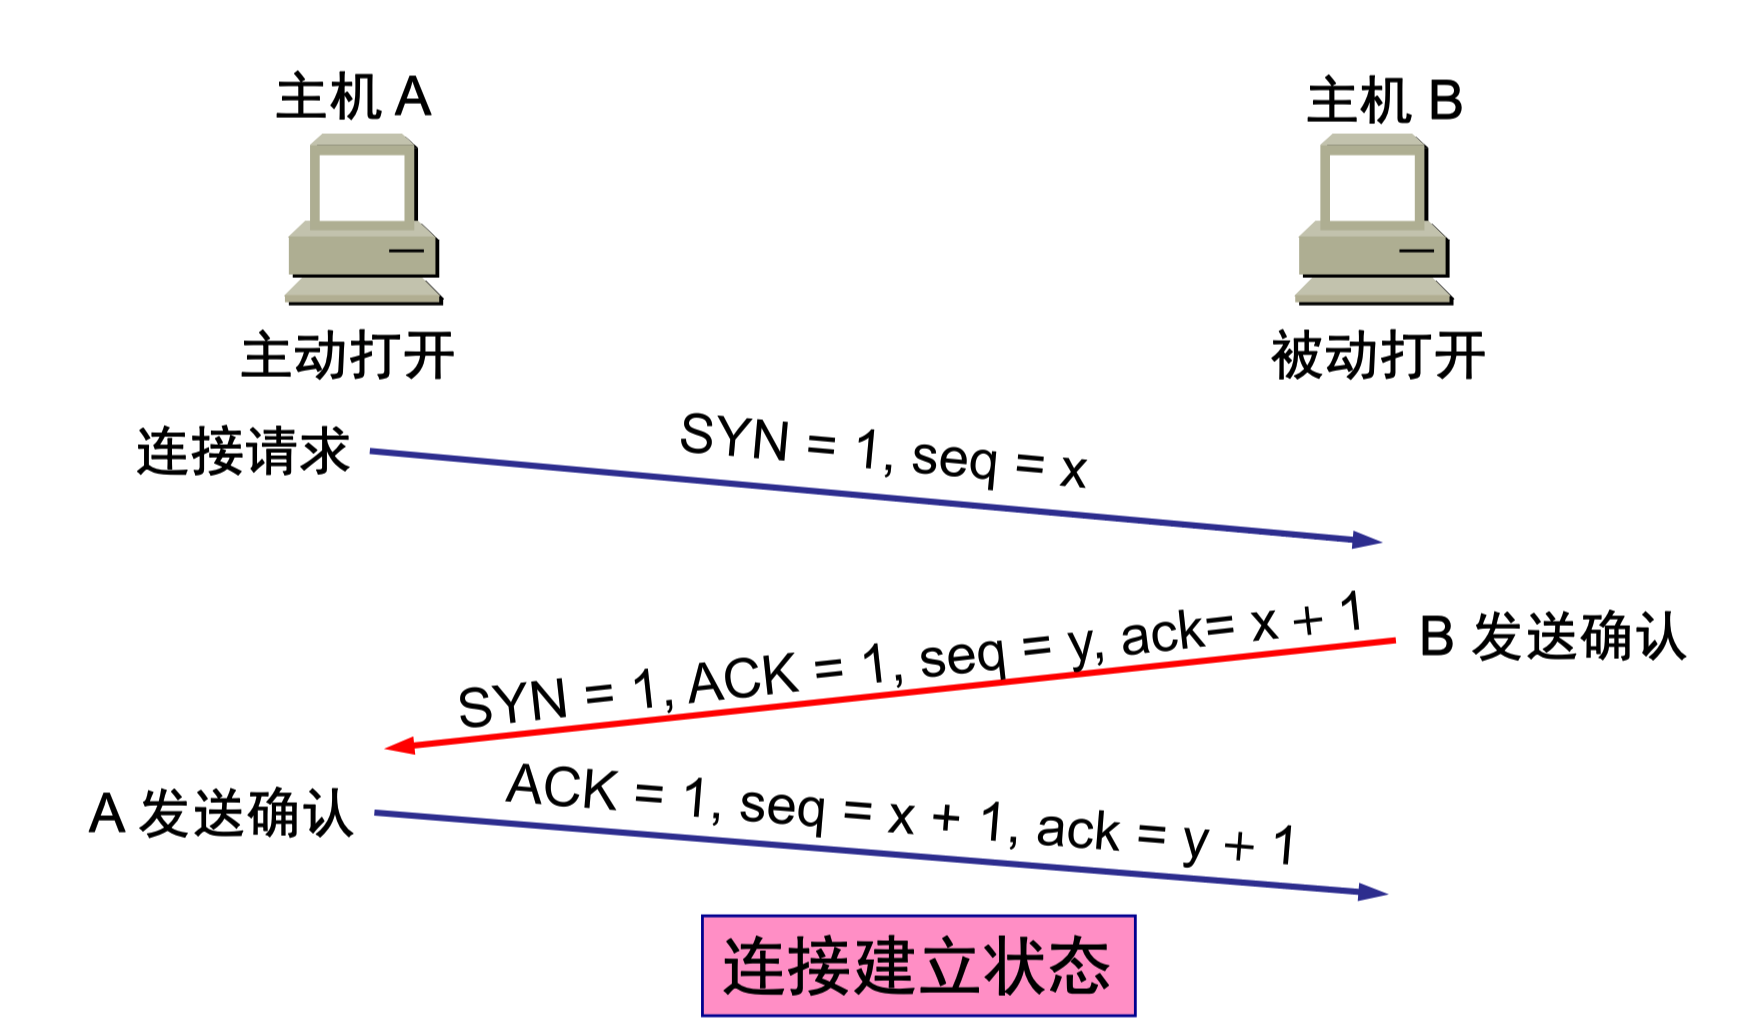 主机 A
主机 B
主动打开
被动打开
连接请求
SYN = 1, seq = x
SYN = 1, ACK = 1, seq = y, ack= x + 1
B 发送确认
A 发送确认
ACK = 1, seq = x + 1, ack = y + 1
连接建立状态